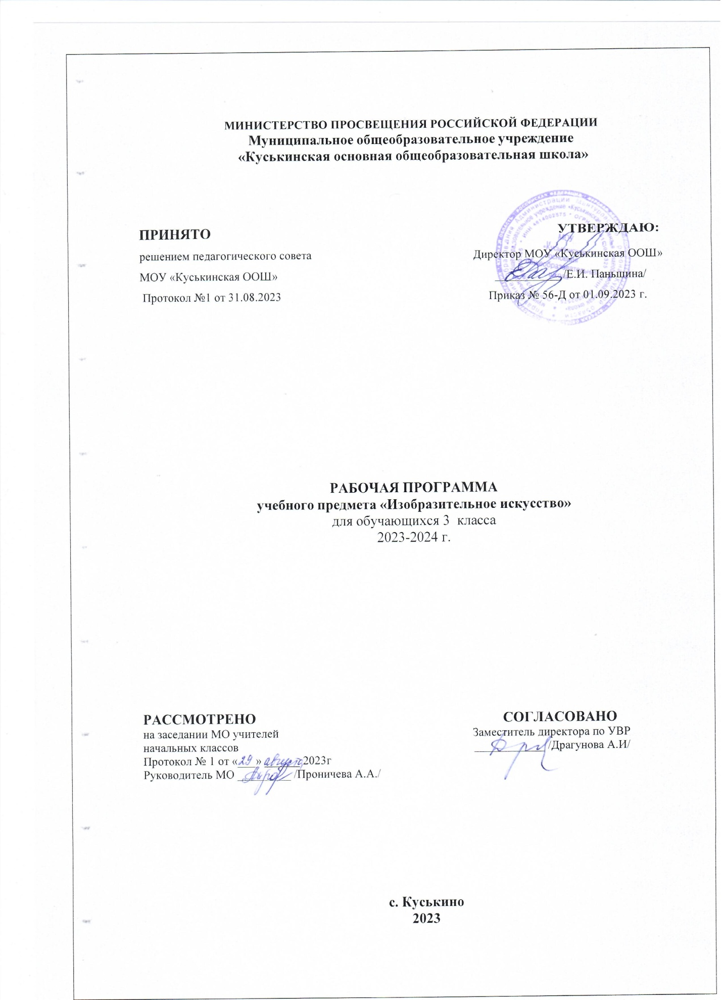 МИНИСТЕРСТВО ПРОСВЕЩЕНИЯ РОССИЙСКОЙ ФЕДЕРАЦИИ
Муниципальное общеобразовательное учреждение
«Куськинская основная общеобразовательная школа»
ПРИНЯТО
решением педагогического совета
МОУ «Куськинская ООШ»
Протокол №1 от 31.08.2023
УТВЕРЖДАЮ:
Директор МОУ «Куськинская ООШ»
/Е.И. Паньшина/
Приказ № 56-Д от 01.09.2023 г.
РАБОЧАЯ ПРОГРАММА
учебного предмета «Изобразительное искусство»
для обучающихся 3 класса
2023-2024 г.
РАССМОТРЕНО
на заседании МО учителей
начальных классов
Протокол № 1 от «29» августа 2023г
Руководитель МО /Проничева А.А./
СОГЛАСОВАНО
Заместитель директора по УВР
/Драгунова А.И/
с. Куськино
2023